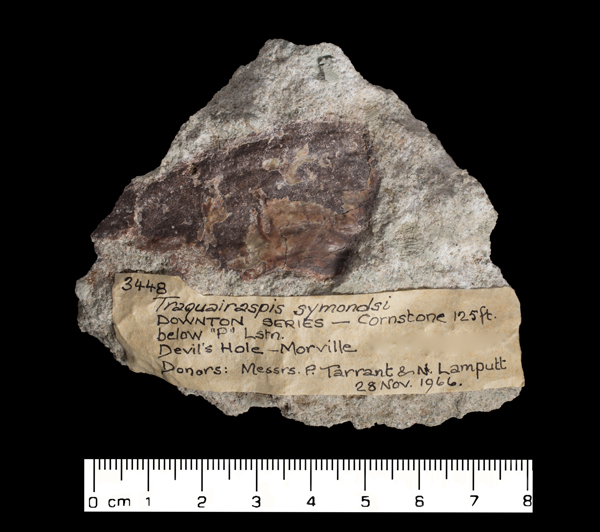 3448
Traquairaspis symondsi
DOWNTON SERIES — Cornstone 125ft.
below "P" Lstn.
Devil's Hole - Morville
Donors: Messrs. P. Tarrant & N. Lamputt
28 Nov. 1966.
0 cm 1 2 3 4 5 6 7 8